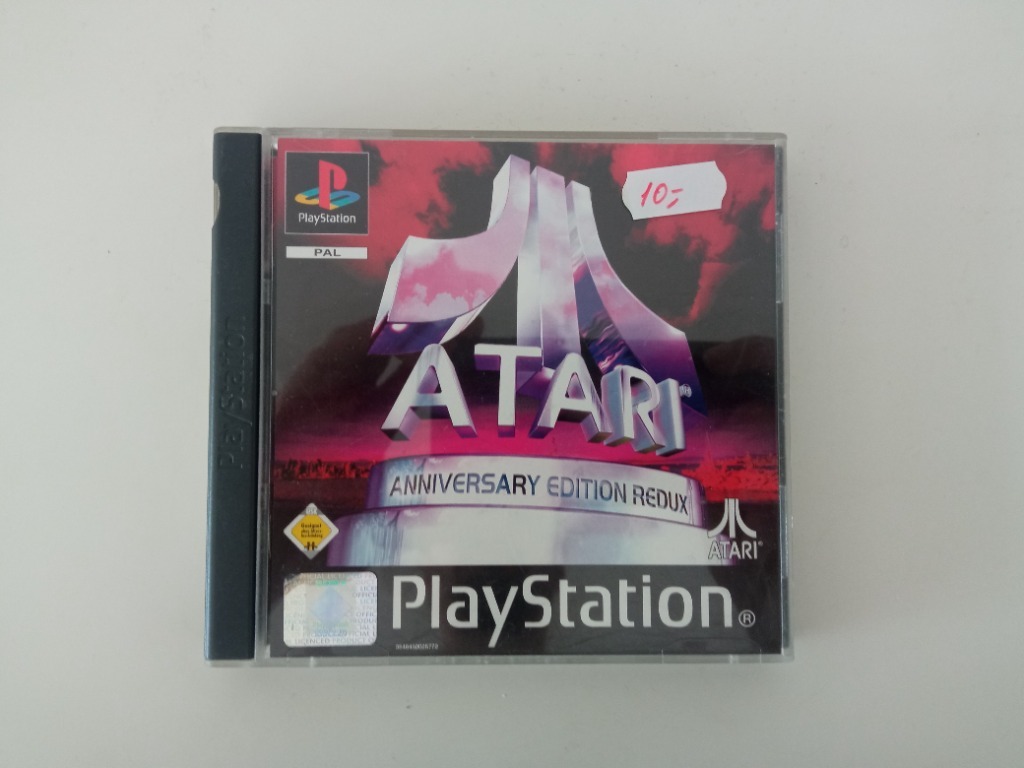 PlayStation
PlayStation
PAL
10,-
ATARI
ANNIVERSARY EDITION REDUX
ATARI®
PlayStation®